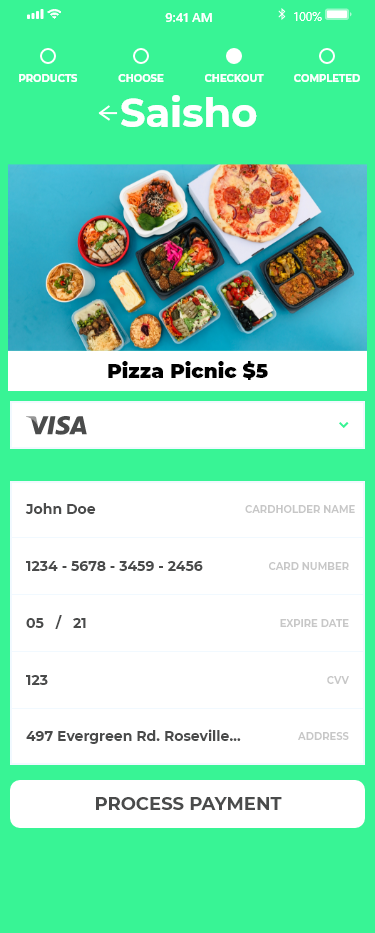 9:41 AM 100%
PRODUCTS CHOOSE CHECKOUT COMPLETED
Saisho
Pizza Picnic $5
VISA
John Doe CARDHOLDER NAME
1234 - 5678 - 3459 - 2456 CARD NUMBER
05 / 21 EXPIRE DATE
123 CVV
497 Evergreen Rd. Roseville... ADDRESS
PROCESS PAYMENT